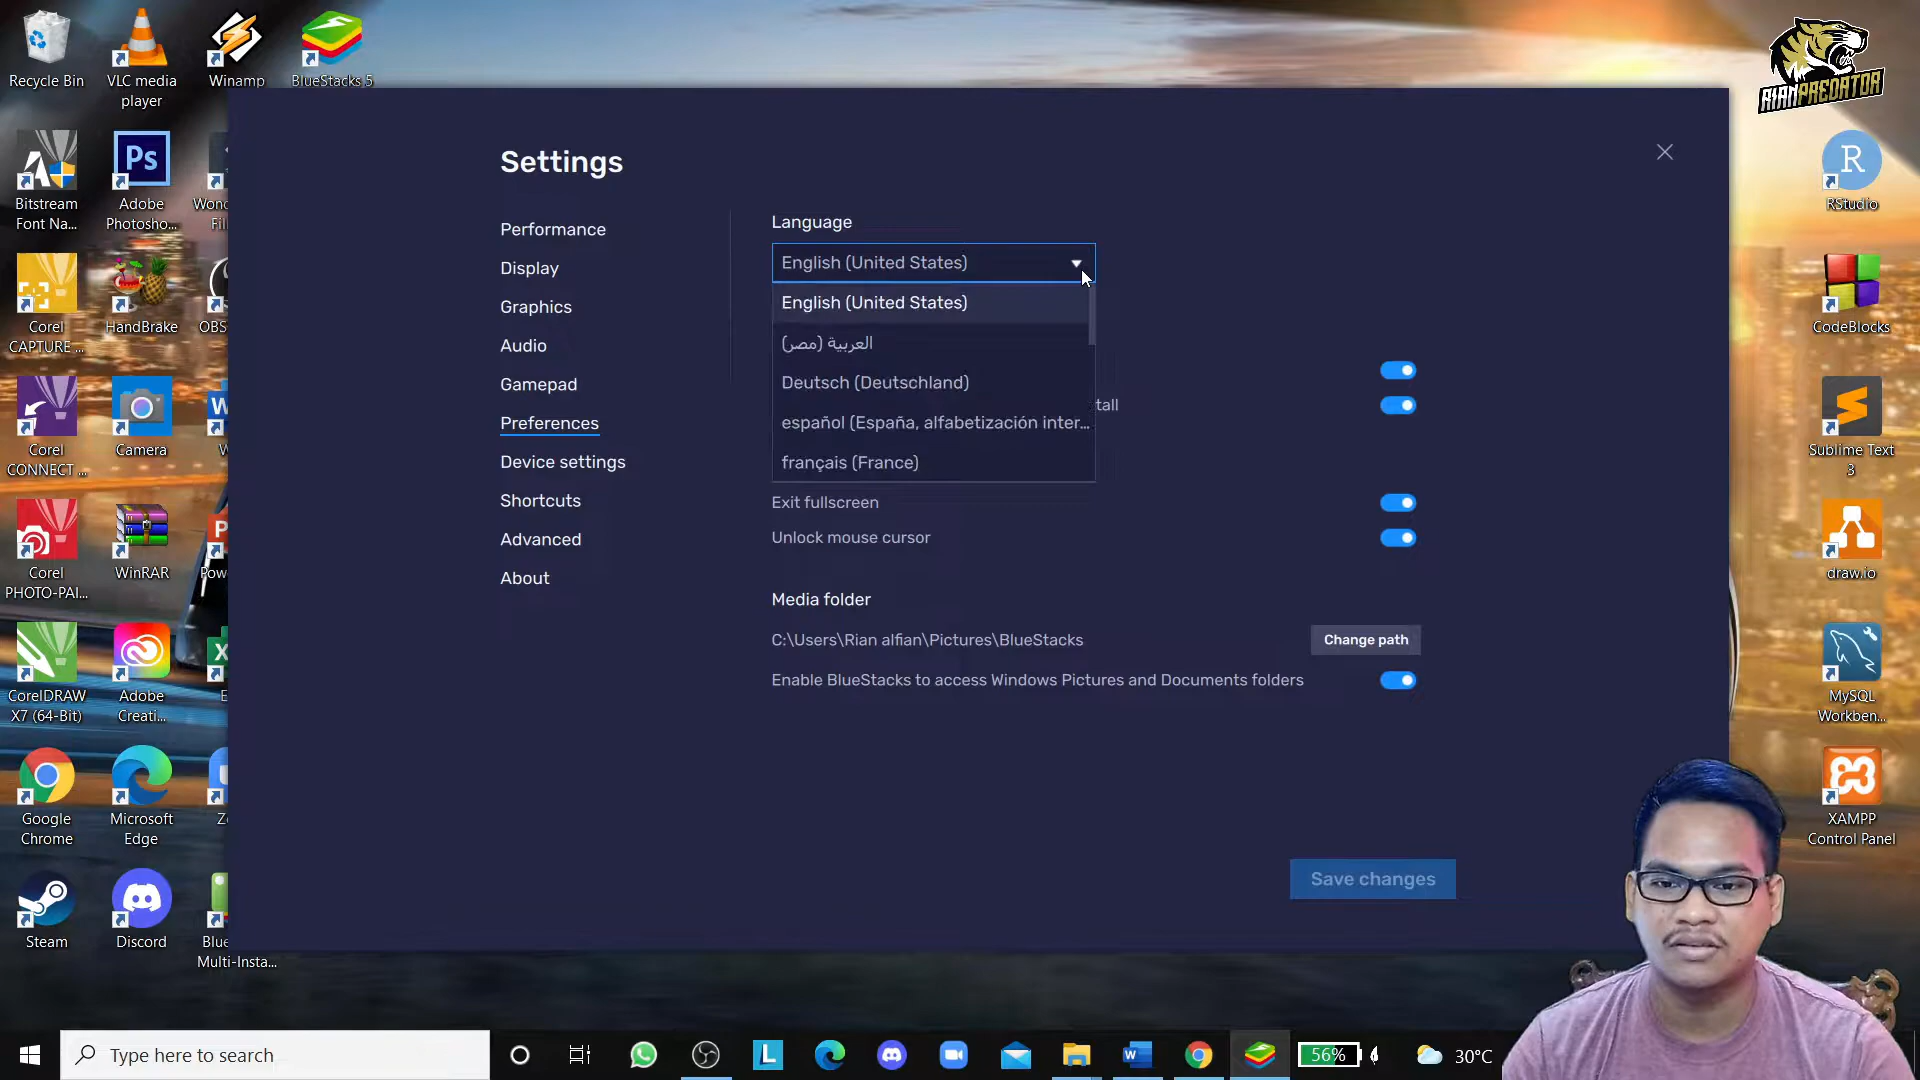 Recycle Bin
VLC media
player
Winamp
BlueStacks 5
RIANPREDATOR
Bitstream
Font Na...
Adobe
Photosho...
RStudio
Corel
CAPTURE ...
HandBrake
CodeBlocks
Corel
CONNECT ...
Camera
Sublime Text
3
Corel
PHOTO-PAI...
WinRAR
draw.io
CorelDRAW
X7 (64-Bit)
Adobe
Creati...
MySQL
Workben...
Google
Chrome
Microsoft
Edge
XAMPP
Control Panel
Steam
Discord
Multi-Insta...
Settings
Performance
Display
Graphics
Audio
Gamepad
Preferences
Device settings
Shortcuts
Advanced
About
Language
English (United States)
English (United States)
العربية (مصر)
Deutsch (Deutschland)
español (España, alfabetización inter...
français (France)
tall
Exit fullscreen
Unlock mouse cursor
Media folder
C:\Users\Rian alfian\Pictures\BlueStacks
Change path
Enable BlueStacks to access Windows Pictures and Documents folders
Save changes
Type here to search
56%
30°C